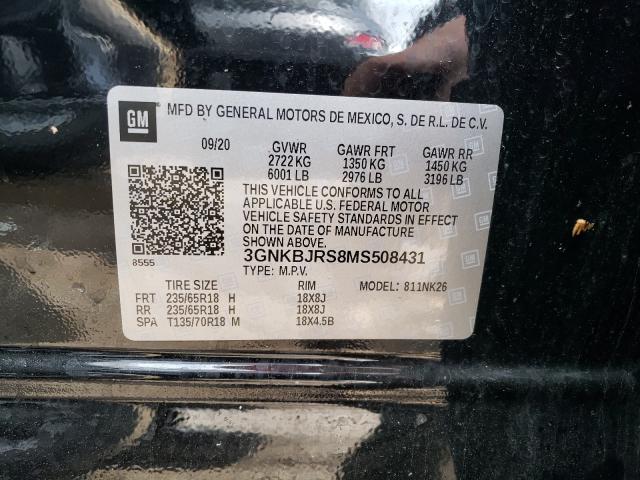 GM MFD BY GENERAL MOTORS DE MEXICO, S. DE R.L. DE C.V.
09/20 GVWR GAWR FRT GAWR RR
2722 KG 1350 KG 1450 KG
6001 LB 2976 LB 3196 LB
THIS VEHICLE CONFORMS TO ALL
APPLICABLE U.S. FEDERAL MOTOR
VEHICLE SAFETY STANDARDS IN EFFECT
ON THE DATE OF MANUFACTURE
SHOWN ABOVE.
8555 3GNKBJRS8MS508431
TYPE: M.P.V. MODEL: 811NK26
TIRE SIZE RIM
FRT 235/65R18 H 18X8J
RR 235/65R18 H 18X8J
SPA T135/70R18 M 18X4.5B